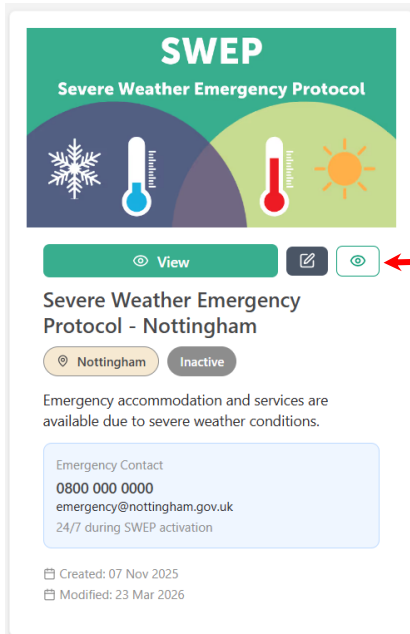 SWEP
Severe Weather Emergency Protocol
View
Severe Weather Emergency
Protocol - Nottingham
Nottingham
Inactive
Emergency accommodation and services are
available due to severe weather conditions.
Emergency Contact
0800 000 0000
emergency@nottingham.gov.uk
24/7 during SWEP activation
Created: 07 Nov 2025
Modified: 23 Mar 2026